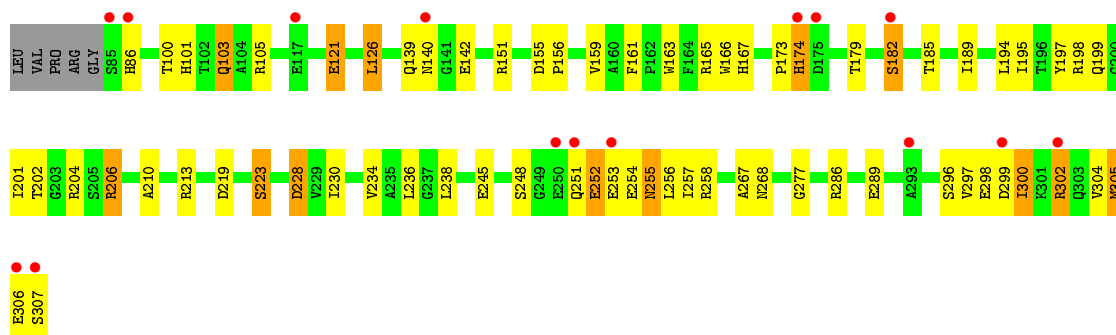 LEU VAL PRO ARG GLY S85 H86 T100 H101 T102 Q103 A104 R105 E117 E121 L126 Q139 N140 G141 E142 R151 D155 P156 V159 A160 F161 P162 W163 F164 R165 W166 H167 P173 H174 D175 T179 S182 T185 I189 L194 I195 T196 Y197 R198 Q199 G200
I201 T202 G203 R204 S205 R206 A210 R213 D219 S223 D228 V229 I230 V234 A235 L236 G237 L238 E245 S248 G249 E250 Q251 E252 E253 E254 N255 L256 I257 R258 A267 N268 G277 R286 E289 A293 S296 V297 E298 D299 I300 K301 R302 Q303 V304 M305
E306 S307